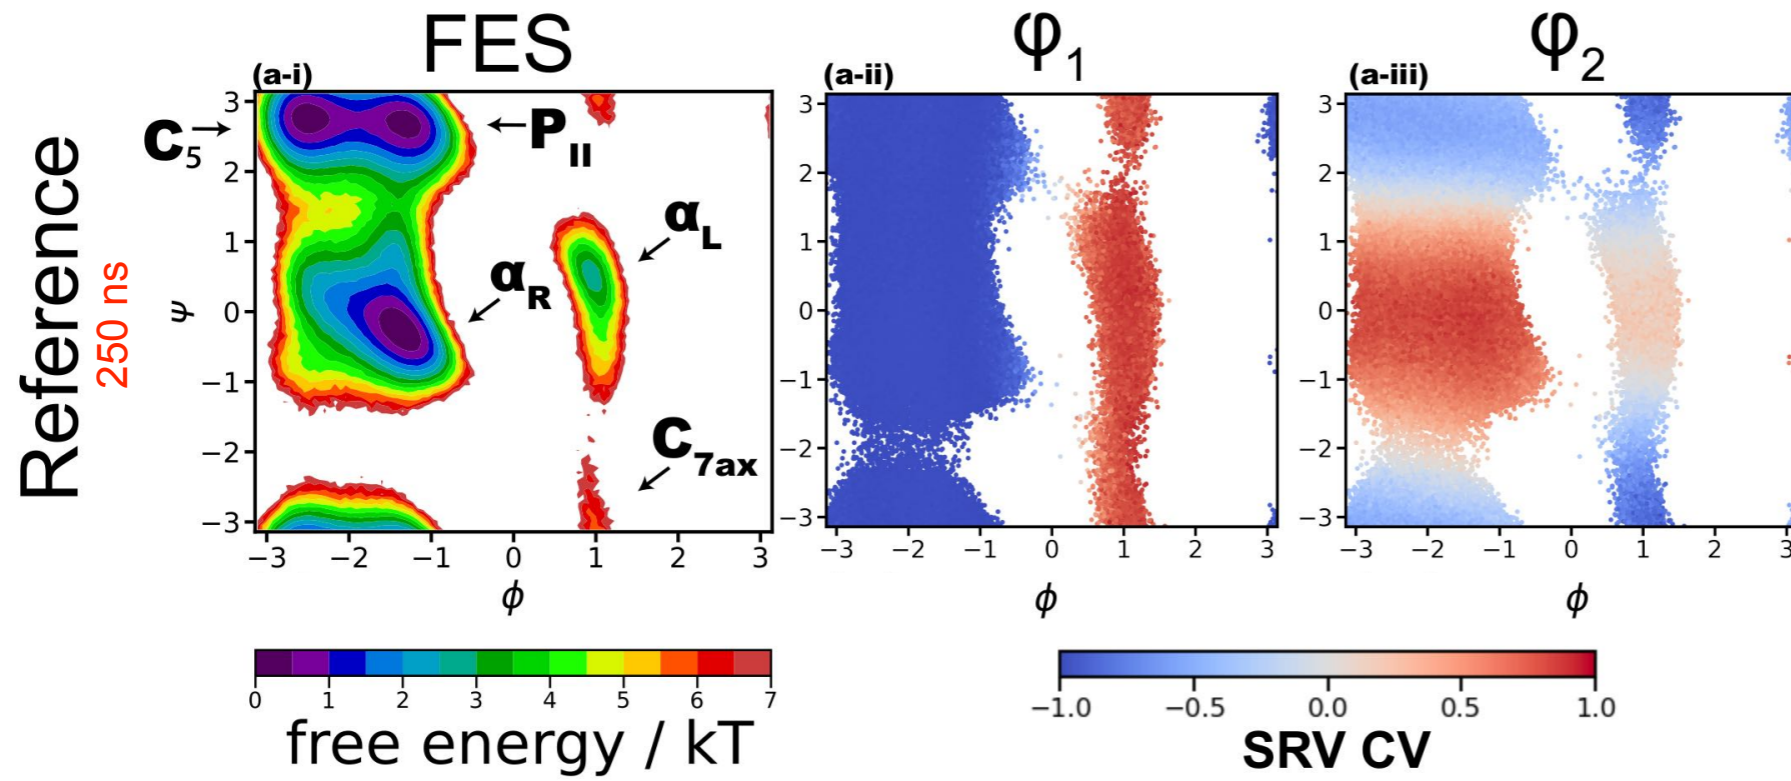 FES
φ1
φ2
(a-i)
(a-ii)
(a-iii)
Reference
250 ns
C5
PII
αL
αR
C7ax
ψ
3
2
1
0
−1
−2
−3
−3 −2 −1 0 1 2 3
ϕ
3
2
1
0
−1
−2
−3
−3 −2 −1 0 1 2 3
ϕ
3
2
1
0
−1
−2
−3
−3 −2 −1 0 1 2 3
ϕ
0 1 2 3 4 5 6 7
free energy / kT
−1.0 −0.5 0.0 0.5 1.0
SRV CV